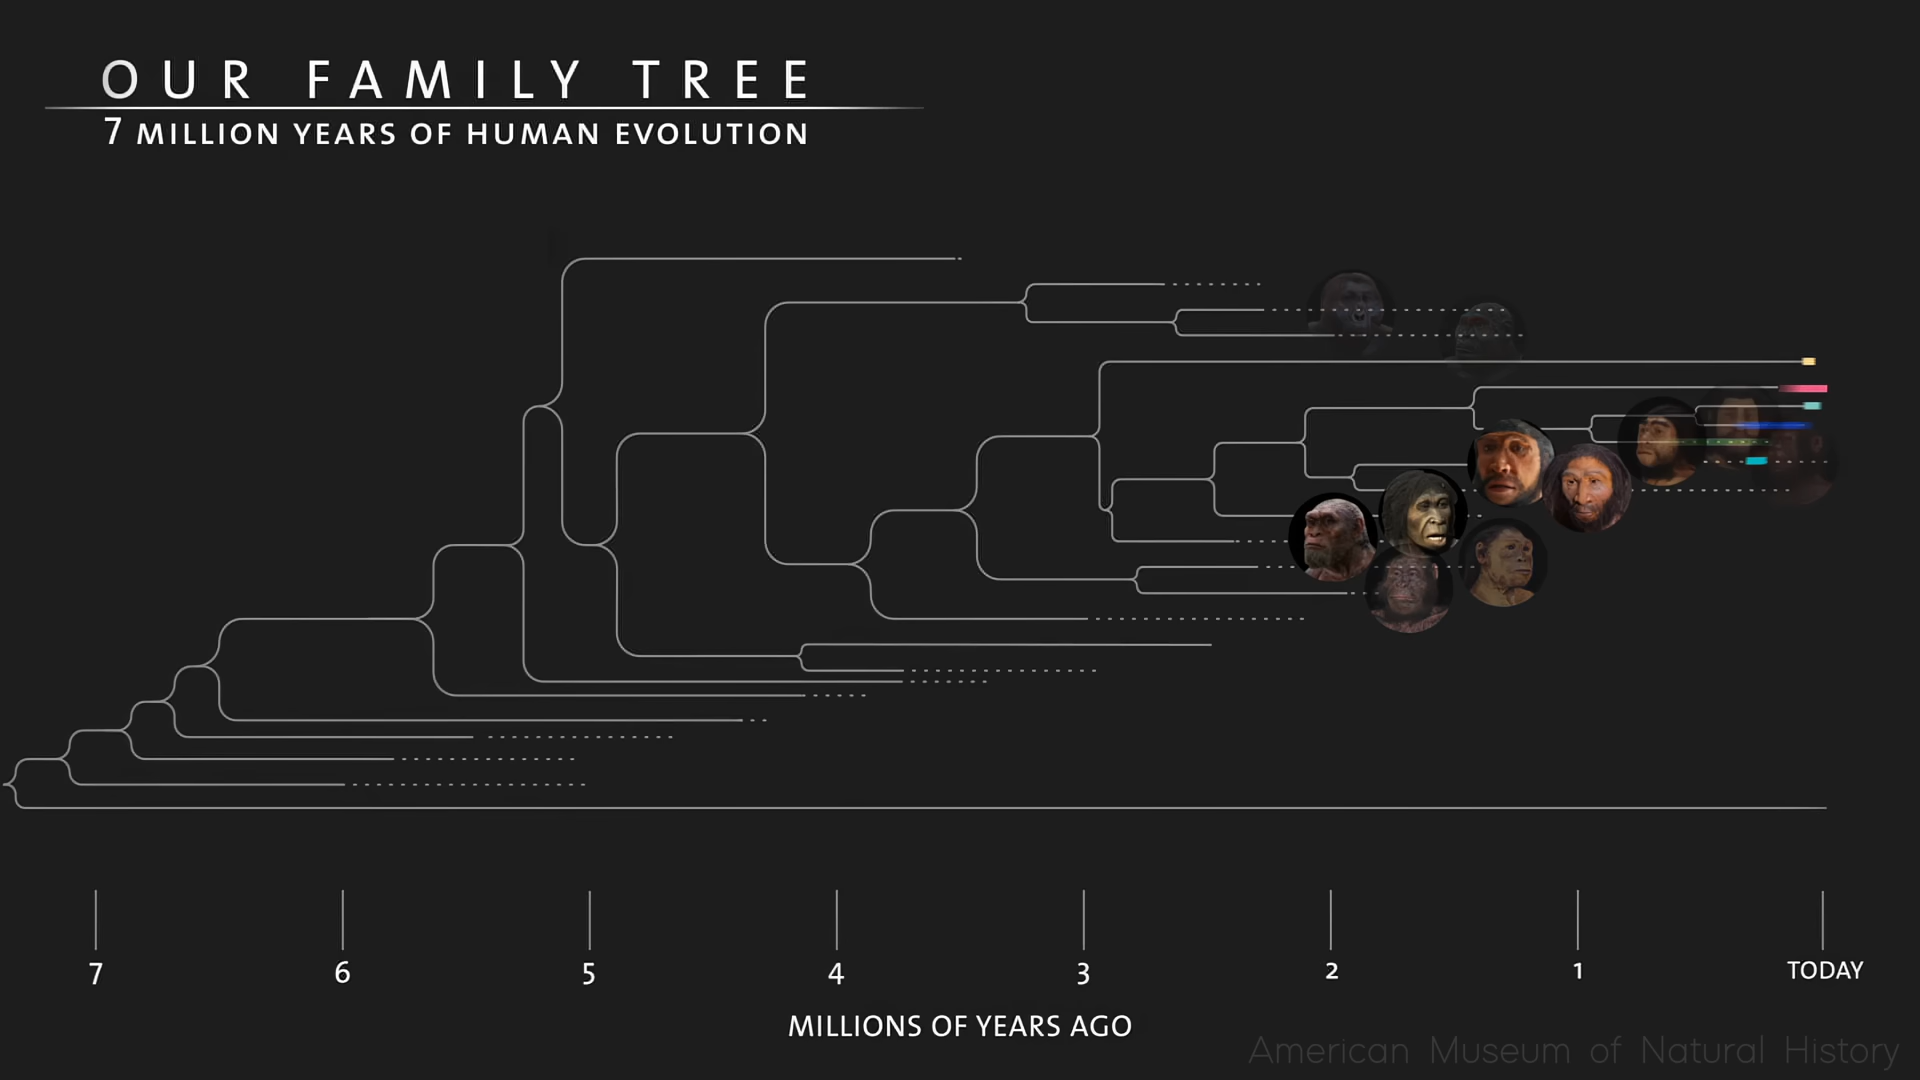 OUR FAMILY TREE
7 MILLION YEARS OF HUMAN EVOLUTION
7 6 5 4 3 2 1 TODAY
MILLIONS OF YEARS AGO
American Museum of Natural History